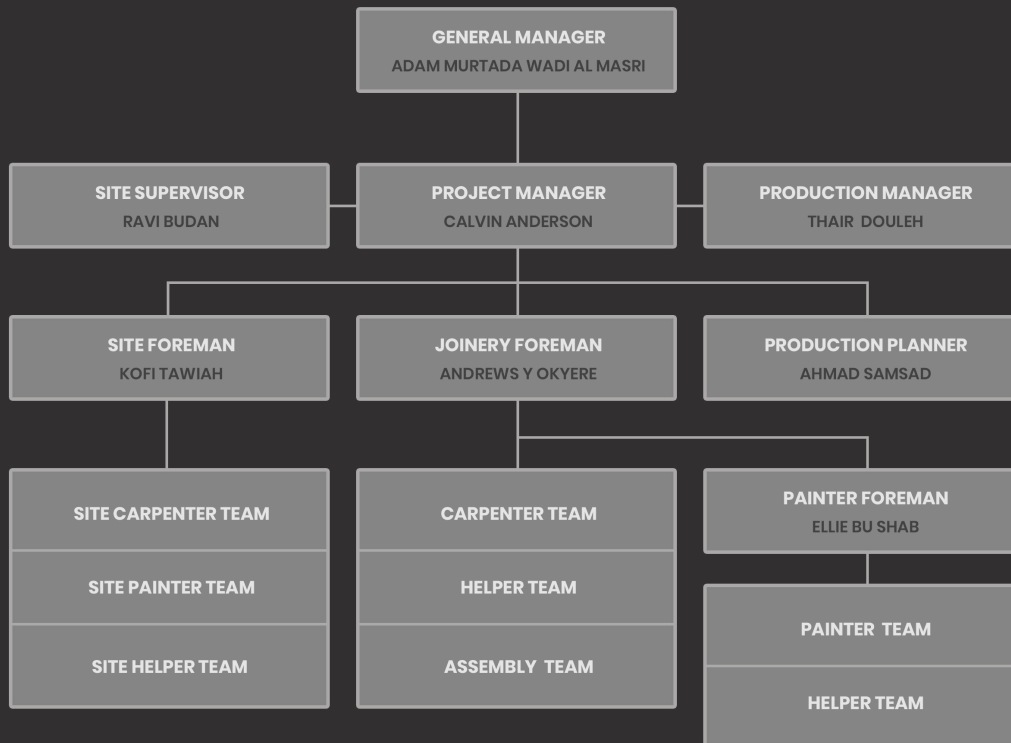 GENERAL MANAGER
ADAM MURTADA WADI AL MASRI
SITE SUPERVISOR
RAVI BUDAN
PROJECT MANAGER
CALVIN ANDERSON
PRODUCTION MANAGER
THAIR DOULEH
SITE FOREMAN
KOFI TAWIAH
JOINERY FOREMAN
ANDREWS Y OKYERE
PRODUCTION PLANNER
AHMAD SAMSAD
SITE CARPENTER TEAM
SITE PAINTER TEAM
SITE HELPER TEAM
CARPENTER TEAM
HELPER TEAM
ASSEMBLY TEAM
PAINTER FOREMAN
ELLIE BU SHAB
PAINTER TEAM
HELPER TEAM